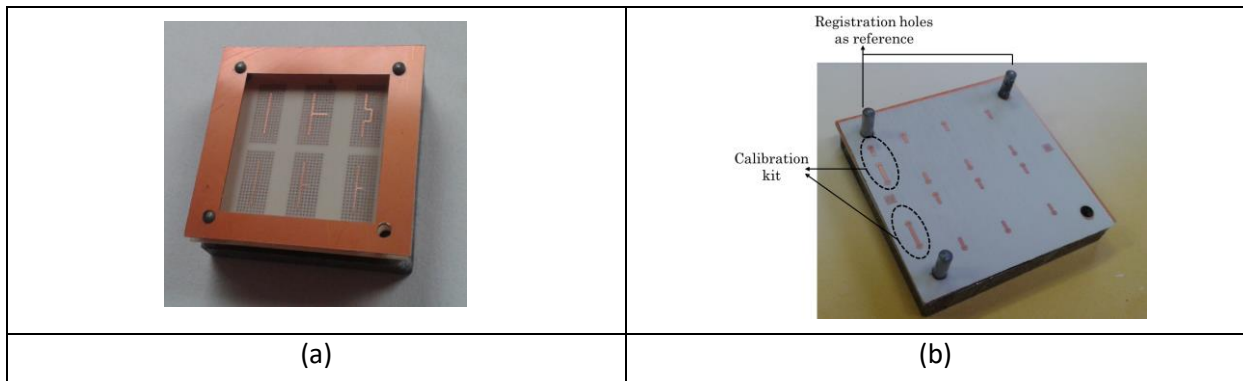 Registration holes
as reference
Calibration
kit
(a)
(b)